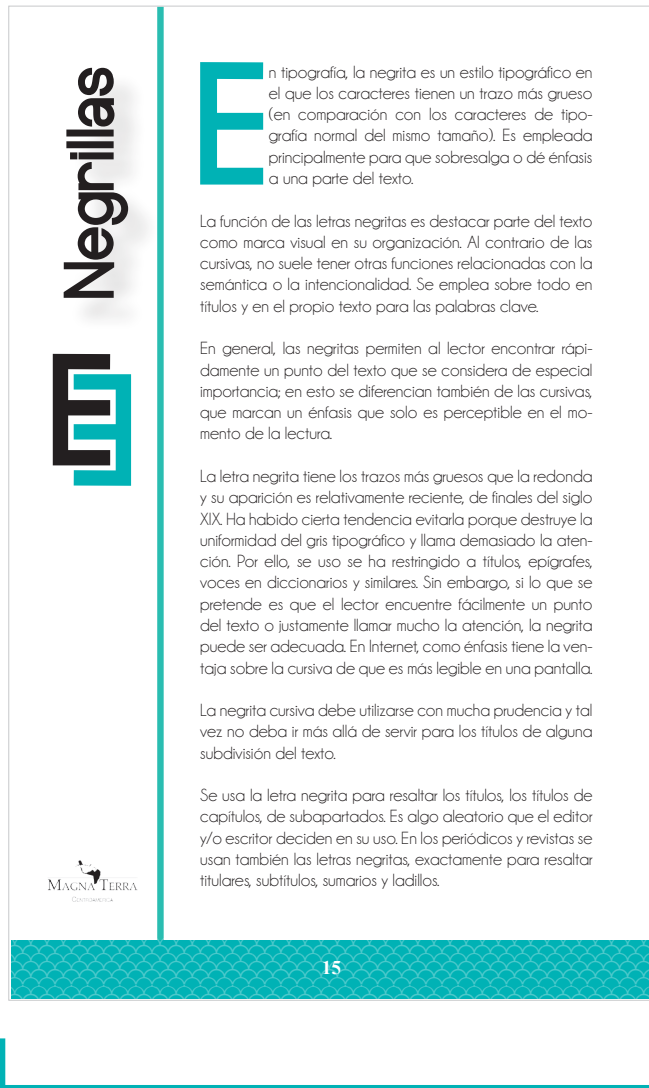 Negrillas
En tipografía, la negrita es un estilo tipográfico en
el que los caracteres tienen un trazo más grueso
(en comparación con los caracteres de tipo-
grafía normal del mismo tamaño). Es empleada
principalmente para que sobresalga o dé énfasis
a una parte del texto.
La función de las letras negritas es destacar parte del texto
como marca visual en su organización. Al contrario de las
cursivas, no suele tener otras funciones relacionadas con la
semántica o la intencionalidad. Se emplea sobre todo en
títulos y en el propio texto para las palabras clave.
En general, las negritas permiten al lector encontrar rápi-
damente un punto del texto que se considera de especial
importancia; en esto se diferencian también de las cursivas,
que marcan un énfasis que solo es perceptible en el mo-
mento de la lectura.
La letra negrita tiene los trazos más gruesos que la redonda
y su aparición es relativamente reciente, de finales del siglo
XIX. Ha habido cierta tendencia evitarla porque destruye la
uniformidad del gris tipográfico y llama demasiado la aten-
ción. Por ello, se uso se ha restringido a títulos, epígrafes,
voces en diccionarios y similares. Sin embargo, si lo que se
pretende es que el lector encuentre fácilmente un punto
del texto o justamente llamar mucho la atención, la negrita
puede ser adecuada. En Internet, como énfasis tiene la ven-
taja sobre la cursiva de que es más legible en una pantalla.
La negrita cursiva debe utilizarse con mucha prudencia y tal
vez no deba ir más allá de servir para los títulos de alguna
subdivisión del texto.
Se usa la letra negrita para resaltar los títulos, los títulos de
capítulos, de subapartados. Es algo aleatorio que el editor
y/o escritor deciden en su uso. En los periódicos y revistas se
usan también las letras negritas, exactamente para resaltar
titulares, subtítulos, sumarios y ladillos.
MAGNA TERRA
CENTROAMÉRICA
15